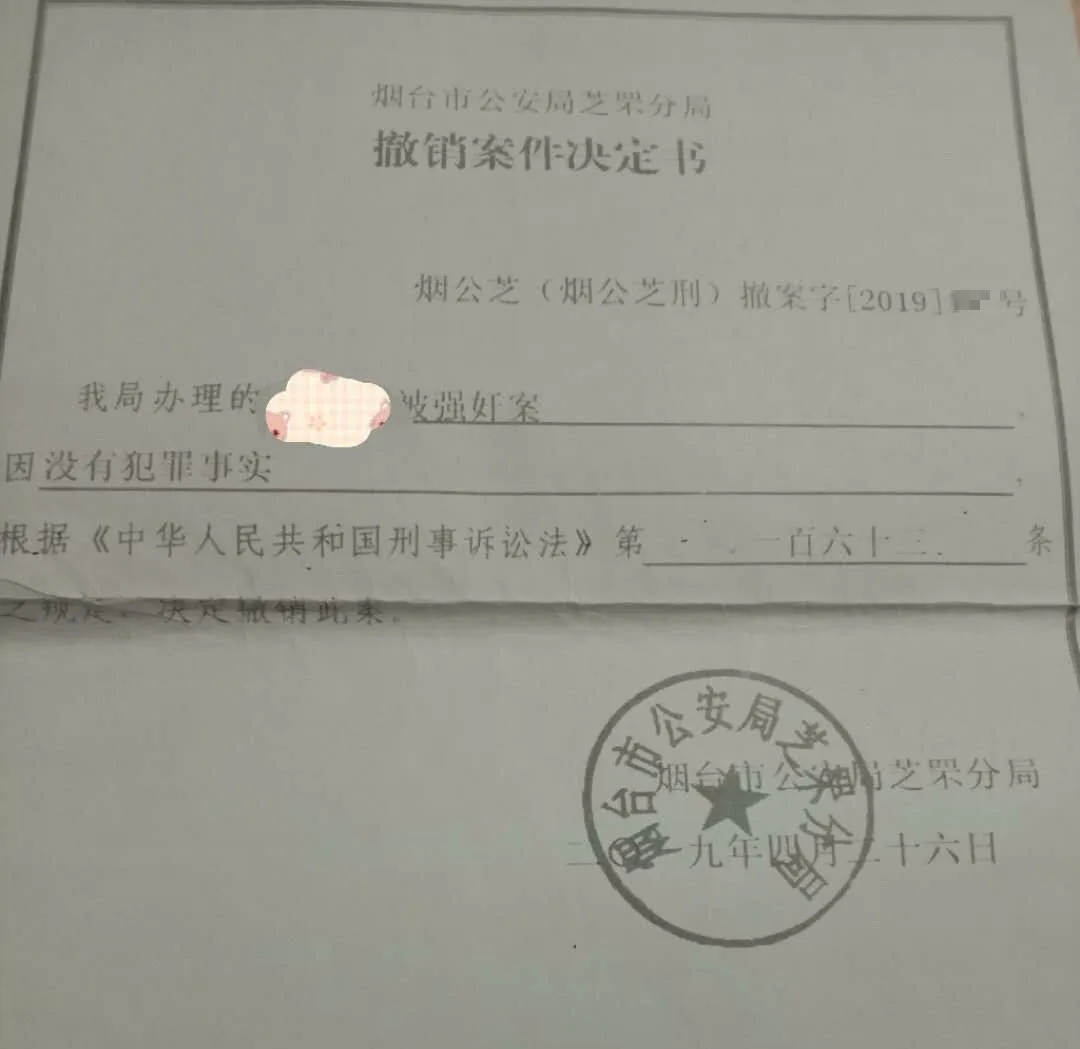 烟台市公安局芝罘分局
撤销案件决定书
烟公芝（烟公芝刑）撤案字[2019] 号
我局办理的 被强奸案，
因没有犯罪事实，
根据《中华人民共和国刑事诉讼法》第一百六十三条
之规定，决定撤销此案。
烟台市公安局芝罘分局
烟台市公安局芝罘分局
二〇一九年四月二十六日